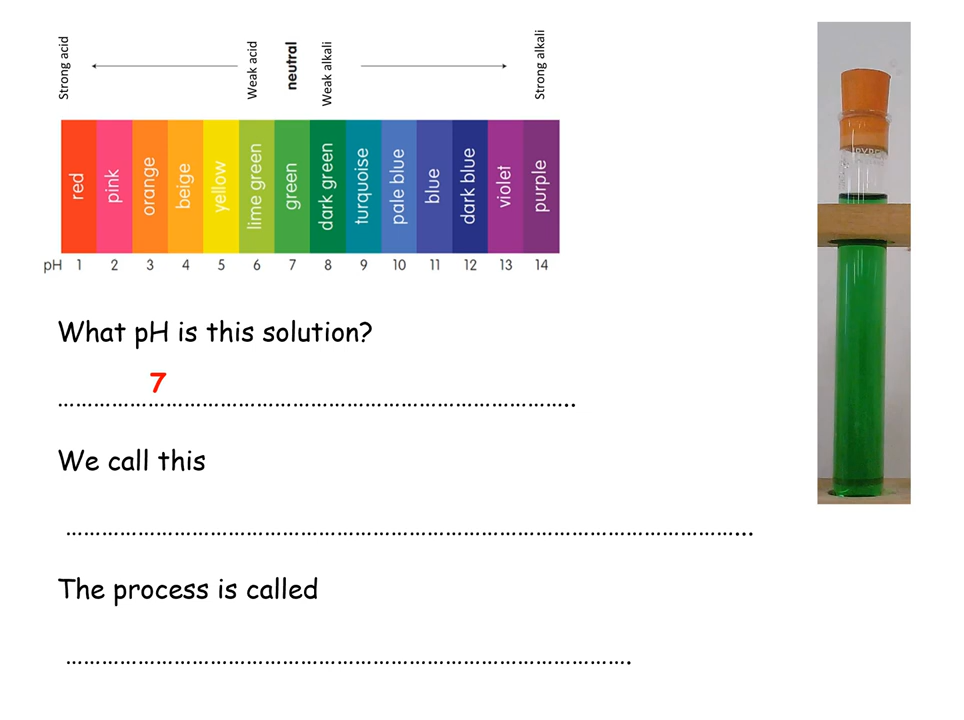 Strong acid
Weak acid
neutral
Weak alkali
Strong alkali
red pink orange beige yellow lime green green dark green turquoise pale blue blue dark blue violet purple
pH 1 2 3 4 5 6 7 8 9 10 11 12 13 14
What pH is this solution?
7
………………………………………………………………………..
We call this
…………………………………………………………………………………………………...
The process is called
………………………………………………………………………………….